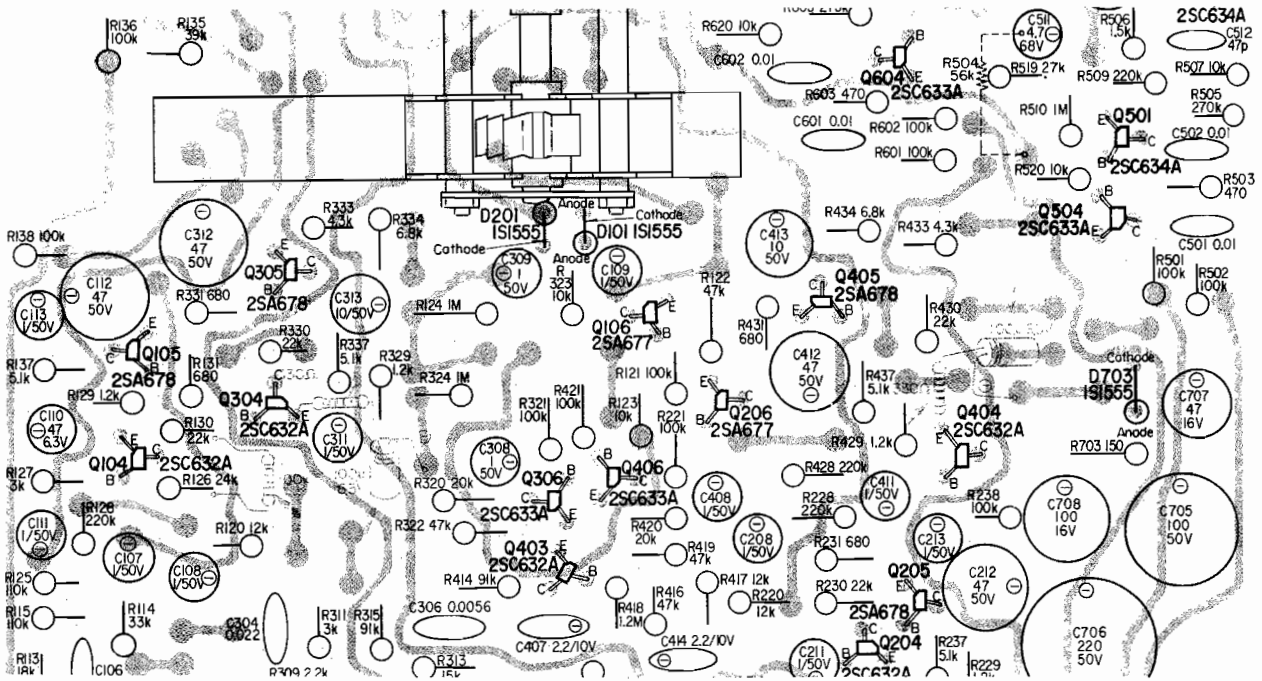 R136
100k
R135
39k
R620 10k
C602 0.01
Q604
2SC633A
B
C
E
R603 470
R602 100k
C601 0.01
R601 100k
R504
56k
C511
4.7
68V
R519 27k
R506
1.5k
2SC634A
C512
47p
R509 220k
R507 10k
R505
270k
R510 1M
Q501
E
C
B
C502 0.01
2SC634A
R520 10k
R503
470
Q504
2SC633A
E
C
B
C501 0.01
R501
100k
R502
100k
R138 100k
C312
47
50V
R333
4.3k
R334
6.8k
D201
1S1555
Anode
Cathode
D101 1S1555
Cathode
Anode
C413
10
50V
R434 6.8k
R433 4.3k
C112
47
50V
C113
1/50V
Q305
2SA678
E
C
B
R331 680
C313
10/50V
C309
1
50V
R
323
10k
C109
1/50V
R122
47k
Q405
2SA678
C
E
B
R124 1M
Q106
2SA677
B
E
C
R431
680
R430
22k
R137
5.1k
E
C
B
Q105
2SA678
R330
22k
R337
5.1k
R329
1.2k
R131
680
R129 1.2k
R324 1M
R121 100k
C412
47
50V
R437
5.1k
Cathode
D703
1S1555
Anode
C707
47
16V
C110
47
6.3V
R130
22k
Q304
2SC632A
C
B
E
C311
1/50V
R321
100k
R421
100k
R123
10k
R221
100k
Q206
2SA677
B
C
E
R429 1.2k
Q404
2SC632A
E
C
B
R703 150
R127
3k
Q104
2SC632A
E
C
B
R126 24k
C308
1
50V
R320 20k
Q306
2SC633A
B
C
E
Q406
2SC633A
B
C
E
R428 220k
C408
1/50V
R228
220k
C411
1/50V
R238
100k
C708
100
16V
C705
100
50V
C111
1/50V
R128
220k
R120 12k
R322 47k
R420
20k
C107
1/50V
C108
1/50V
Q403
2SC632A
E
B
C
R419
47k
C208
1/50V
R231 680
C213
1/50V
Q205
2SA678
B
C
E
C212
47
50V
R125
110k
R115
110k
R414 91k
R417 12k
R230 22k
R114
33k
C304
0.022
R311
3k
R315
91k
C306 0.0056
C407 2.2/10V
R418
1.2M
R416
47k
R220
12k
C414 2.2/10V
C211
1/50V
Q204
2SC632A
C
B
E
R237
5.1k
R229
C706
220
50V
R113
18k
C106
R309 2.2k
R313
15k